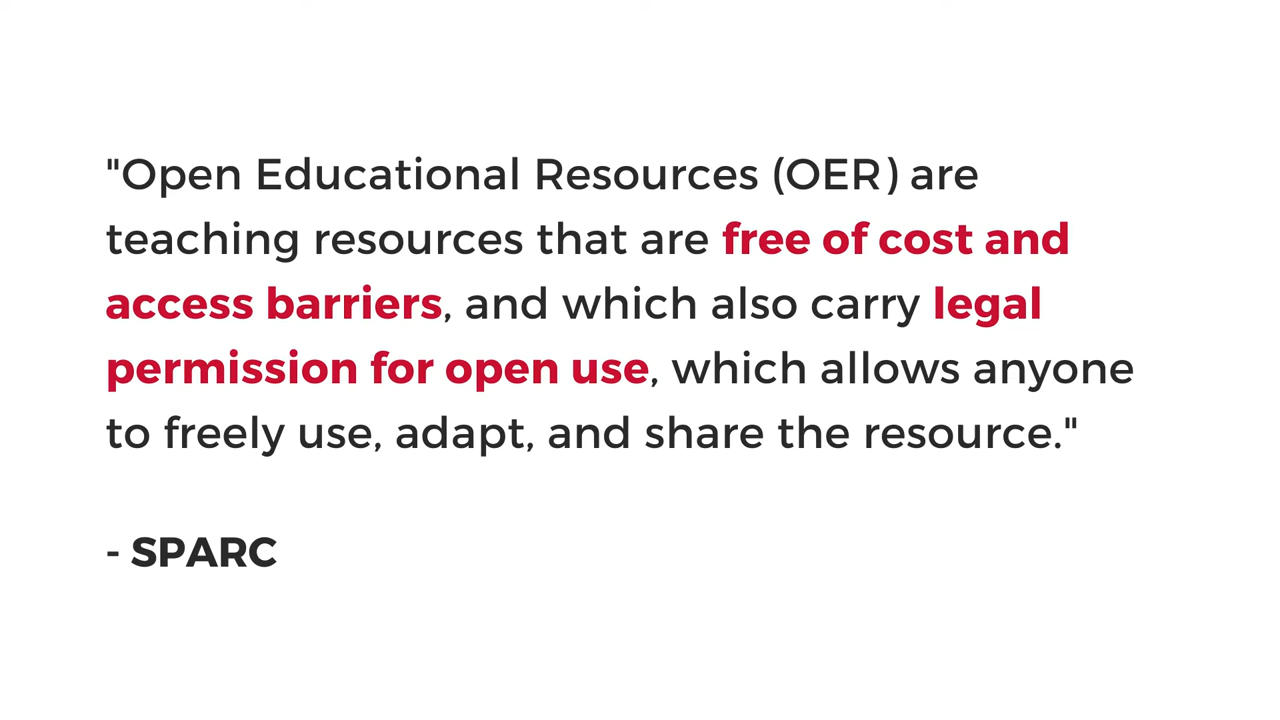 "Open Educational Resources (OER) are
teaching resources that are free of cost and
access barriers, and which also carry legal
permission for open use, which allows anyone
to freely use, adapt, and share the resource."
- SPARC